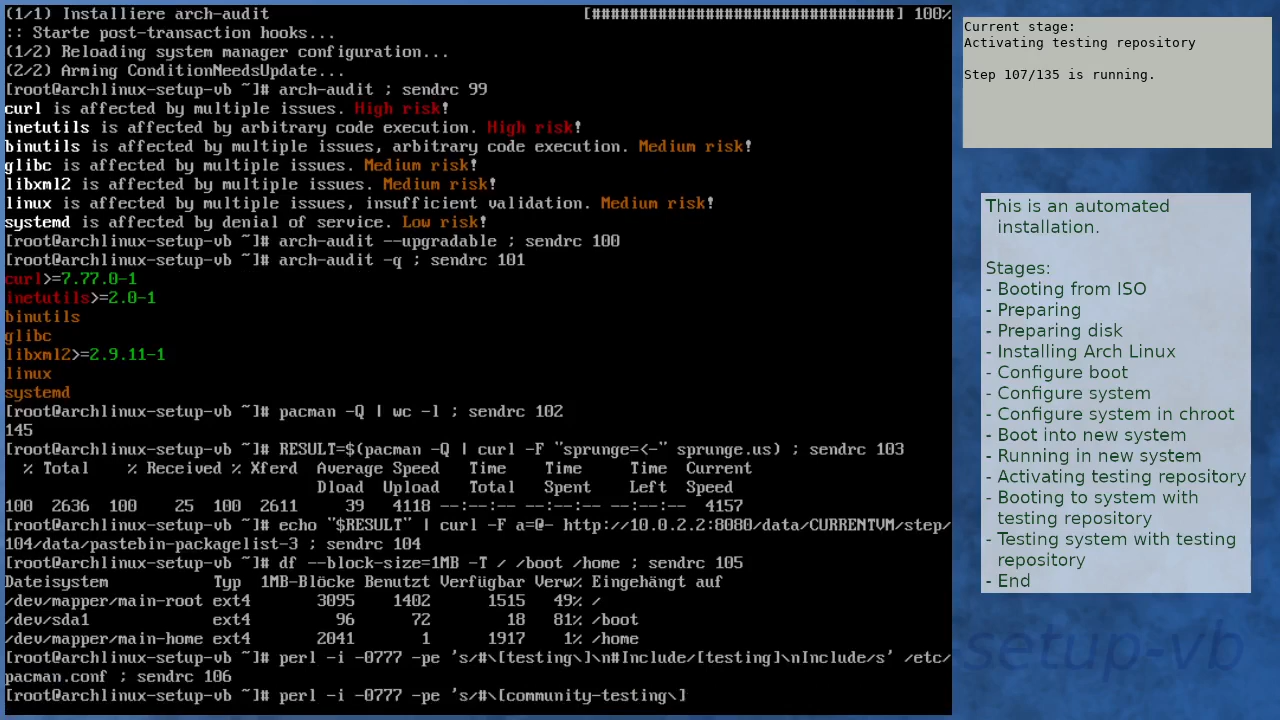 (1/1) Installiere arch-audit [################################] 100%
:: Starte post-transaction hooks...
(1/2) Reloading system manager configuration...
(2/2) Arming ConditionNeedsUpdate...
[root@archlinux-setup-vb ~]# arch-audit ; sendrc 99
curl is affected by multiple issues. High risk!
inetutils is affected by arbitrary code execution. High risk!
binutils is affected by multiple issues, arbitrary code execution. Medium risk!
glibc is affected by multiple issues. Medium risk!
libxml2 is affected by multiple issues. Medium risk!
linux is affected by multiple issues, insufficient validation. Medium risk!
systemd is affected by denial of service. Low risk!
[root@archlinux-setup-vb ~]# arch-audit --upgradable ; sendrc 100
[root@archlinux-setup-vb ~]# arch-audit -q ; sendrc 101
curl>=7.77.0-1
inetutils>=2.0-1
binutils
glibc
libxml2>=2.9.11-1
linux
systemd
[root@archlinux-setup-vb ~]# pacman -Q | wc -l ; sendrc 102
145
[root@archlinux-setup-vb ~]# RESULT=$(pacman -Q | curl -F "sprunge=<-" sprunge.us) ; sendrc 103
% Total % Received % Xferd Average Speed Time Time Time Current
Dload Upload Total Spent Left Speed
100 2636 100 25 100 2611 39 4118 --:--:-- --:--:-- --:--:-- 4157
[root@archlinux-setup-vb ~]# echo "$RESULT" | curl -F a=@- http://10.0.2.2:8080/data/CURRENTVM/step/
104/data/pastebin-packagelist-3 ; sendrc 104
[root@archlinux-setup-vb ~]# df --block-size=1MB -T / /boot /home ; sendrc 105
Dateisystem Typ 1MB-Blöcke Benutzt Verfügbar Verw% Eingehängt auf
/dev/mapper/main-root ext4 3095 1402 1515 49% /
/dev/sda1 ext4 96 72 18 81% /boot
/dev/mapper/main-home ext4 2041 1 1917 1% /home
[root@archlinux-setup-vb ~]# perl -i -0777 -pe 's/#\[testing\]\n#Include/[testing]\nInclude/s' /etc/
pacman.conf ; sendrc 106
[root@archlinux-setup-vb ~]# perl -i -0777 -pe 's/#\[community-testing\]
Current stage:
Activating testing repository
Step 107/135 is running.
This is an automated
installation.
Stages:
- Booting from ISO
- Preparing
- Preparing disk
- Installing Arch Linux
- Configure boot
- Configure system
- Configure system in chroot
- Boot into new system
- Running in new system
- Activating testing repository
- Booting to system with
testing repository
- Testing system with testing
repository
- End
setup-vb